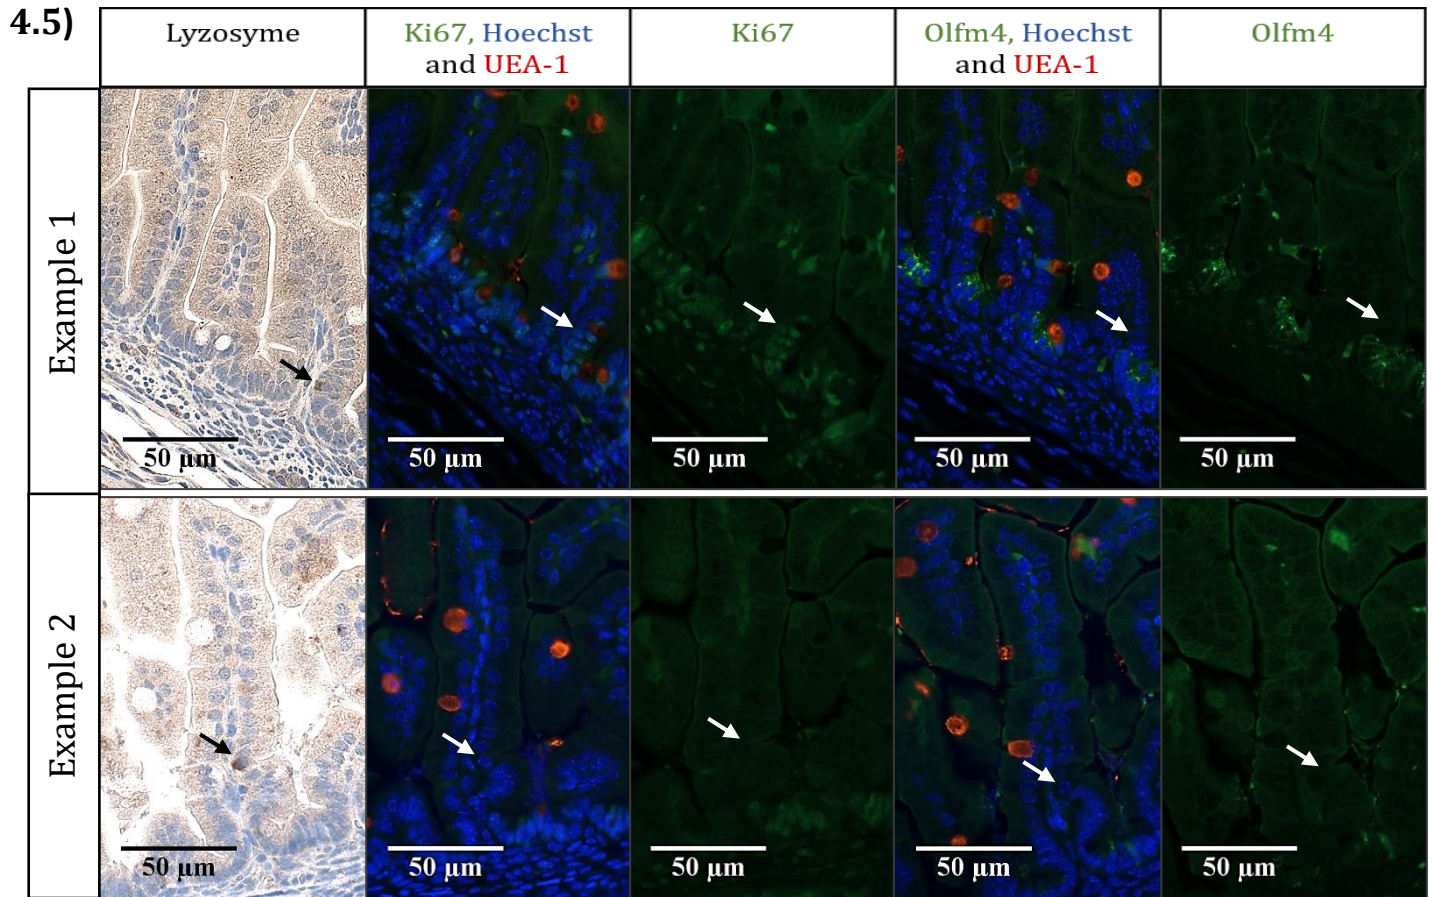 4.5)
Lyzosyme
Ki67, Hoechst
and UEA-1
Ki67
Olfm4, Hoechst
and UEA-1
Olfm4
Example 1
50 µm
50 µm
50 µm
50 µm
50 µm
Example 2
50 µm
50 µm
50 µm
50 µm
50 µm